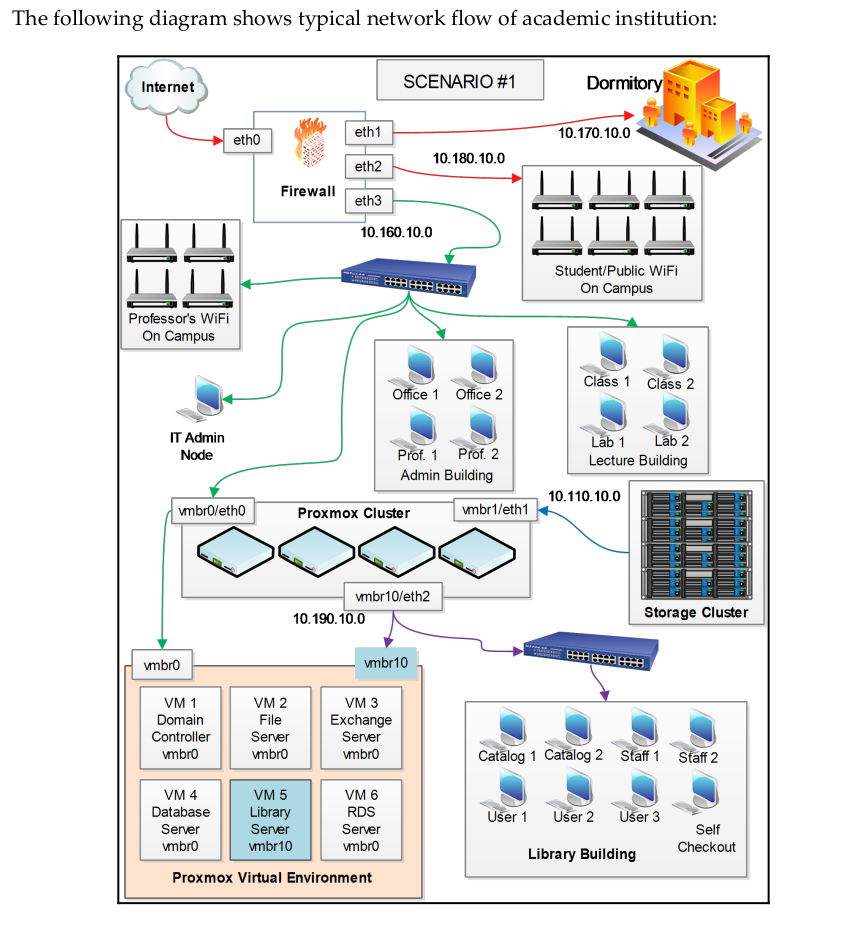 The following diagram shows typical network flow of academic institution:
SCENARIO #1
Internet
Dormitory
eth0
eth1
10.170.10.0
10.180.10.0
eth2
Firewall
eth3
10.160.10.0
Student/Public WiFi
On Campus
Professor's WiFi
On Campus
Office 1
Office 2
Prof. 1
Prof. 2
Admin Building
Class 1
Class 2
Lab 1
Lab 2
Lecture Building
IT Admin
Node
10.110.10.0
vmbr0/eth0
Proxmox Cluster
vmbr1/eth1
Storage Cluster
vmbr10/eth2
10.190.10.0
vmbr0
vmbr10
VM 1
Domain
Controller
vmbr0
VM 2
File
Server
vmbr0
VM 3
Exchange
Server
vmbr0
VM 4
Database
Server
vmbr0
VM 5
Library
Server
vmbr10
VM 6
RDS
Server
vmbr0
Proxmox Virtual Environment
Catalog 1
Catalog 2
Staff 1
Staff 2
User 1
User 2
User 3
Self
Checkout
Library Building